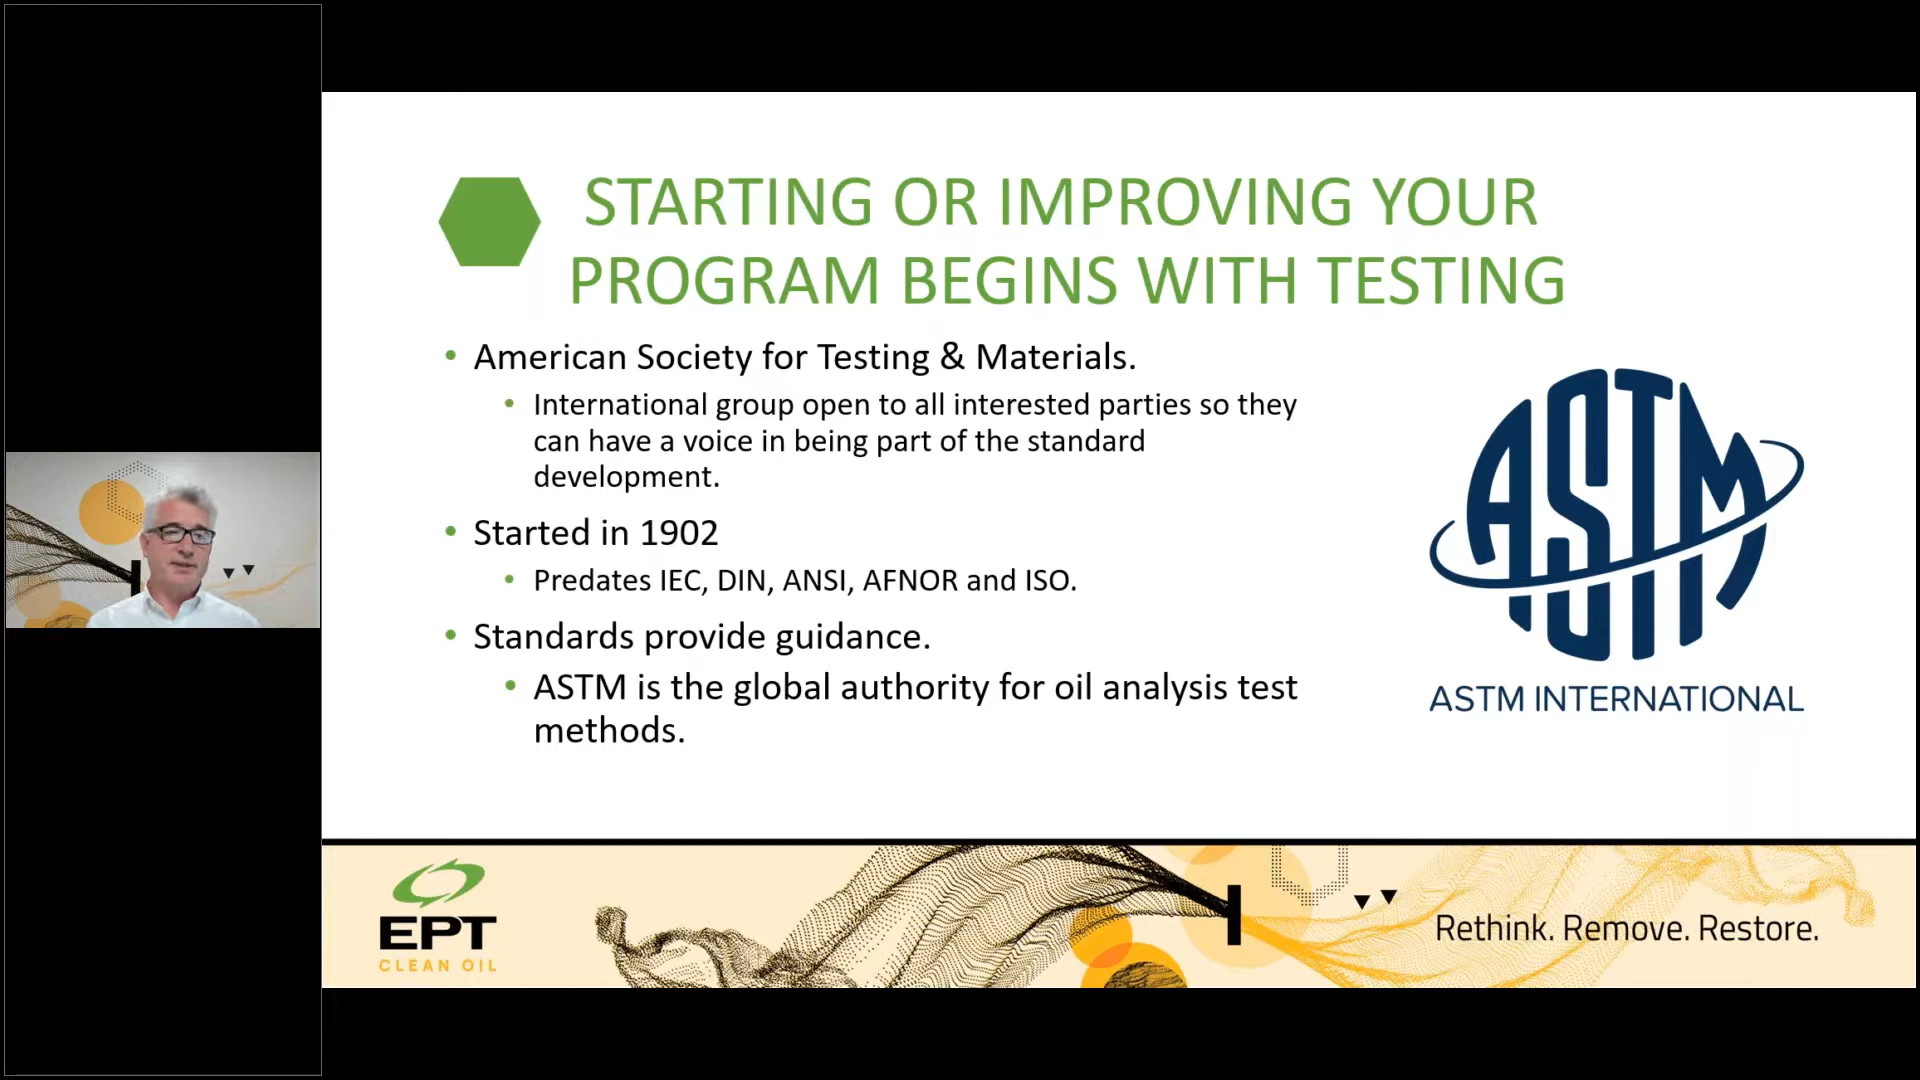 STARTING OR IMPROVING YOUR
PROGRAM BEGINS WITH TESTING
• American Society for Testing & Materials.
• International group open to all interested parties so they
can have a voice in being part of the standard
development.
• Started in 1902
• Predates IEC, DIN, ANSI, AFNOR and ISO.
• Standards provide guidance.
• ASTM is the global authority for oil analysis test
methods.
ASTM
ASTM INTERNATIONAL
EPT
CLEAN OIL
Rethink. Remove. Restore.